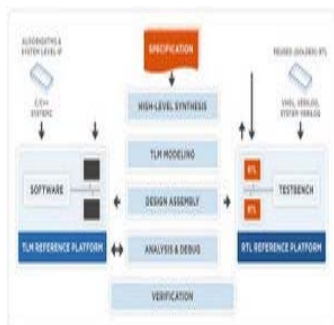 ALGORITHMS &
SYSTEM LEVEL IP
C/C++
SYSTEMC
SPECIFICATION
REUSED (GOLDEN) RTL
VHDL, VERILOG,
SYSTEM VERILOG
HIGH-LEVEL SYNTHESIS
TLM MODELING
DESIGN ASSEMBLY
ANALYSIS & DEBUG
VERIFICATION
SOFTWARE
TLM REFERENCE PLATFORM
RTL
RTL
TESTBENCH
RTL REFERENCE PLATFORM